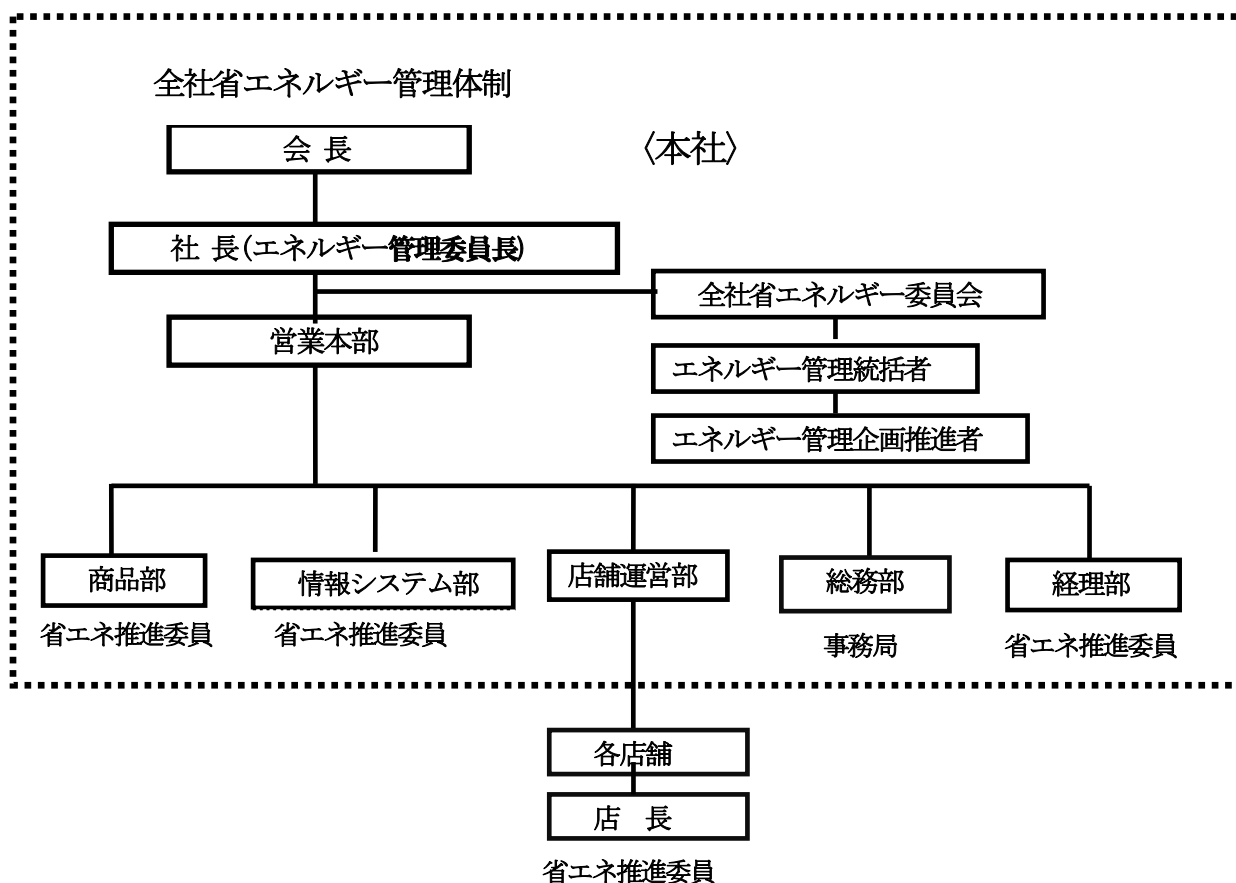 全社省エネルギー管理体制
会 長
〈本社〉
社 長(エネルギー管理委員長)
全社省エネルギー委員会
営業本部
エネルギー管理統括者
エネルギー管理企画推進者
商品部
情報システム部
店舗運営部
総務部
経理部
省エネ推進委員
省エネ推進委員
事務局
省エネ推進委員
各店舗
店 長
省エネ推進委員